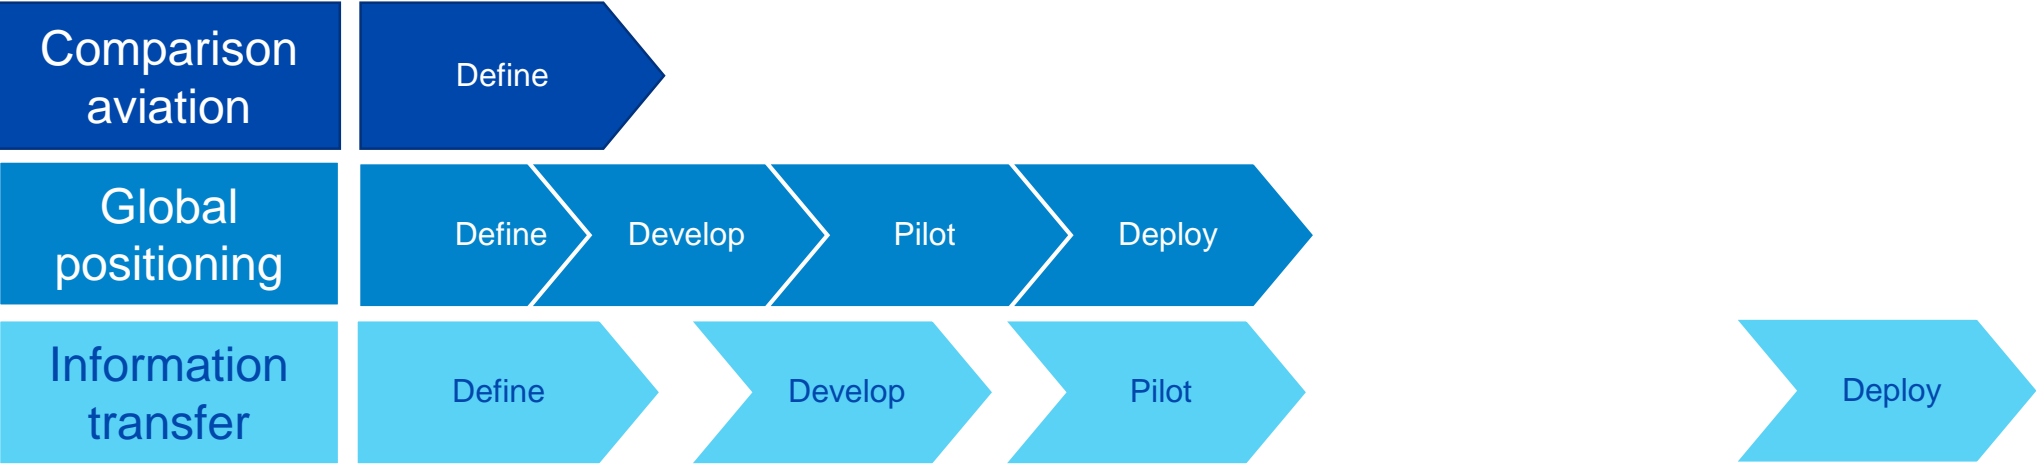 Comparison
aviation
Define
Global
positioning
Define
Develop
Pilot
Deploy
Information
transfer
Define
Develop
Pilot
Deploy